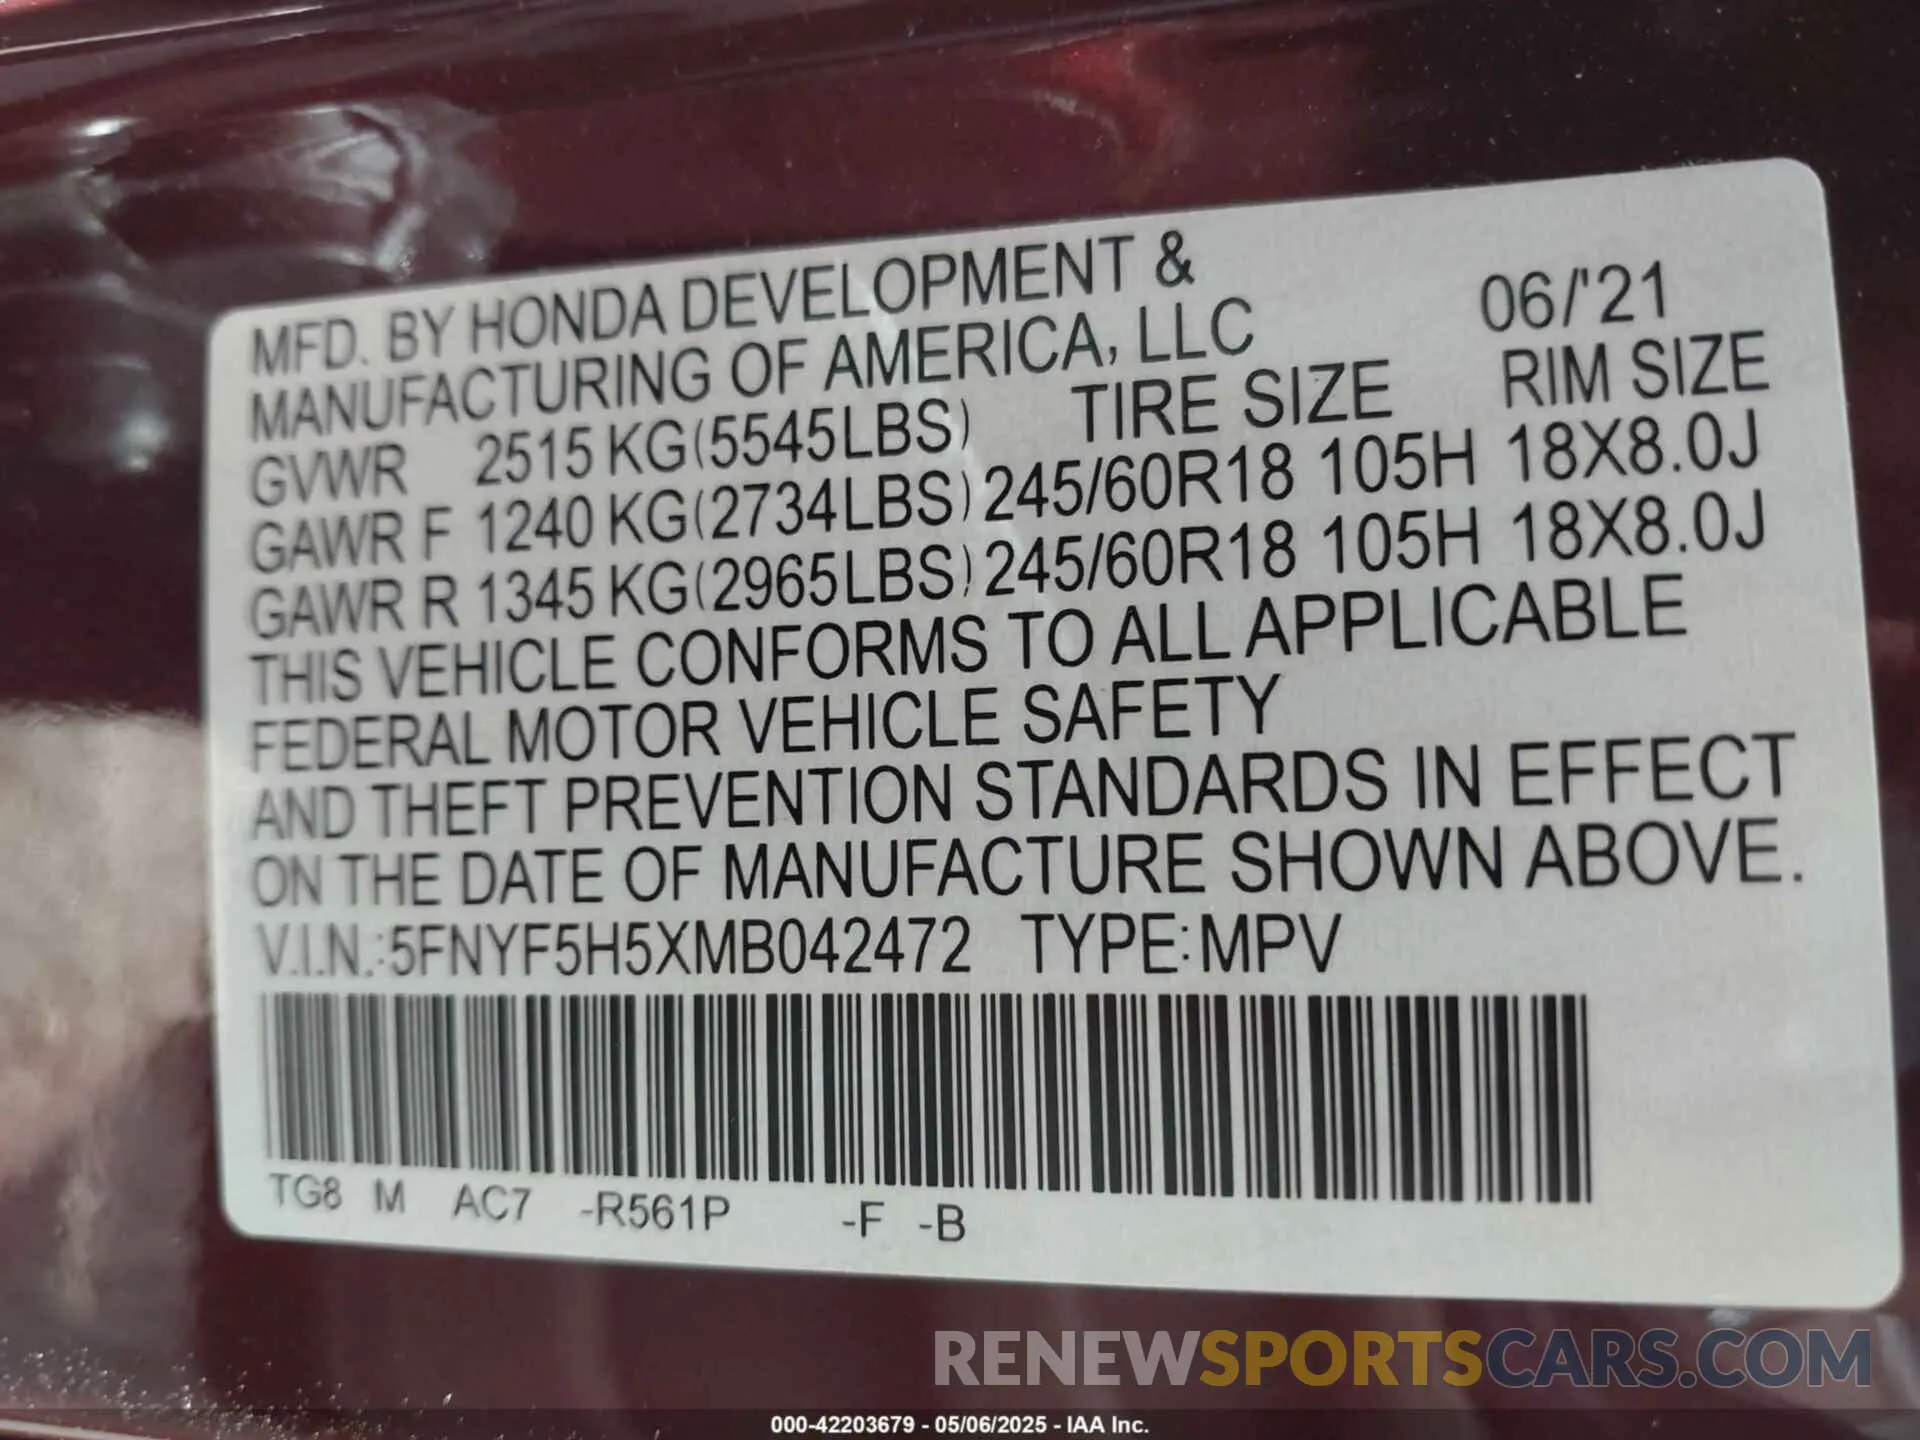 MFD. BY HONDA DEVELOPMENT &
MANUFACTURING OF AMERICA, LLC 06/'21
GVWR 2515 KG(5545LBS) TIRE SIZE RIM SIZE
GAWR F 1240 KG(2734LBS) 245/60R18 105H 18X8.0J
GAWR R 1345 KG(2965LBS) 245/60R18 105H 18X8.0J
THIS VEHICLE CONFORMS TO ALL APPLICABLE
FEDERAL MOTOR VEHICLE SAFETY
AND THEFT PREVENTION STANDARDS IN EFFECT
ON THE DATE OF MANUFACTURE SHOWN ABOVE.
V.I.N.:5FNYF5H5XMB042472 TYPE:MPV
TG8 M AC7 -R561P -F -B
RENEWSPORTSCARS.COM
000-42203679 - 05/06/2025 - IAA Inc.